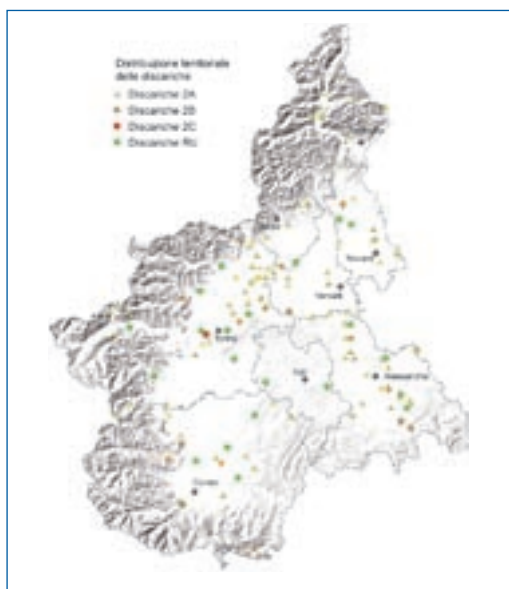 Distribuzione territoriale
delle discariche
Discariche 2A
Discariche 2B
Discariche 2C
Discariche RU
Novara
Vercelli
Torino
Asti
Alessandria
Cuneo